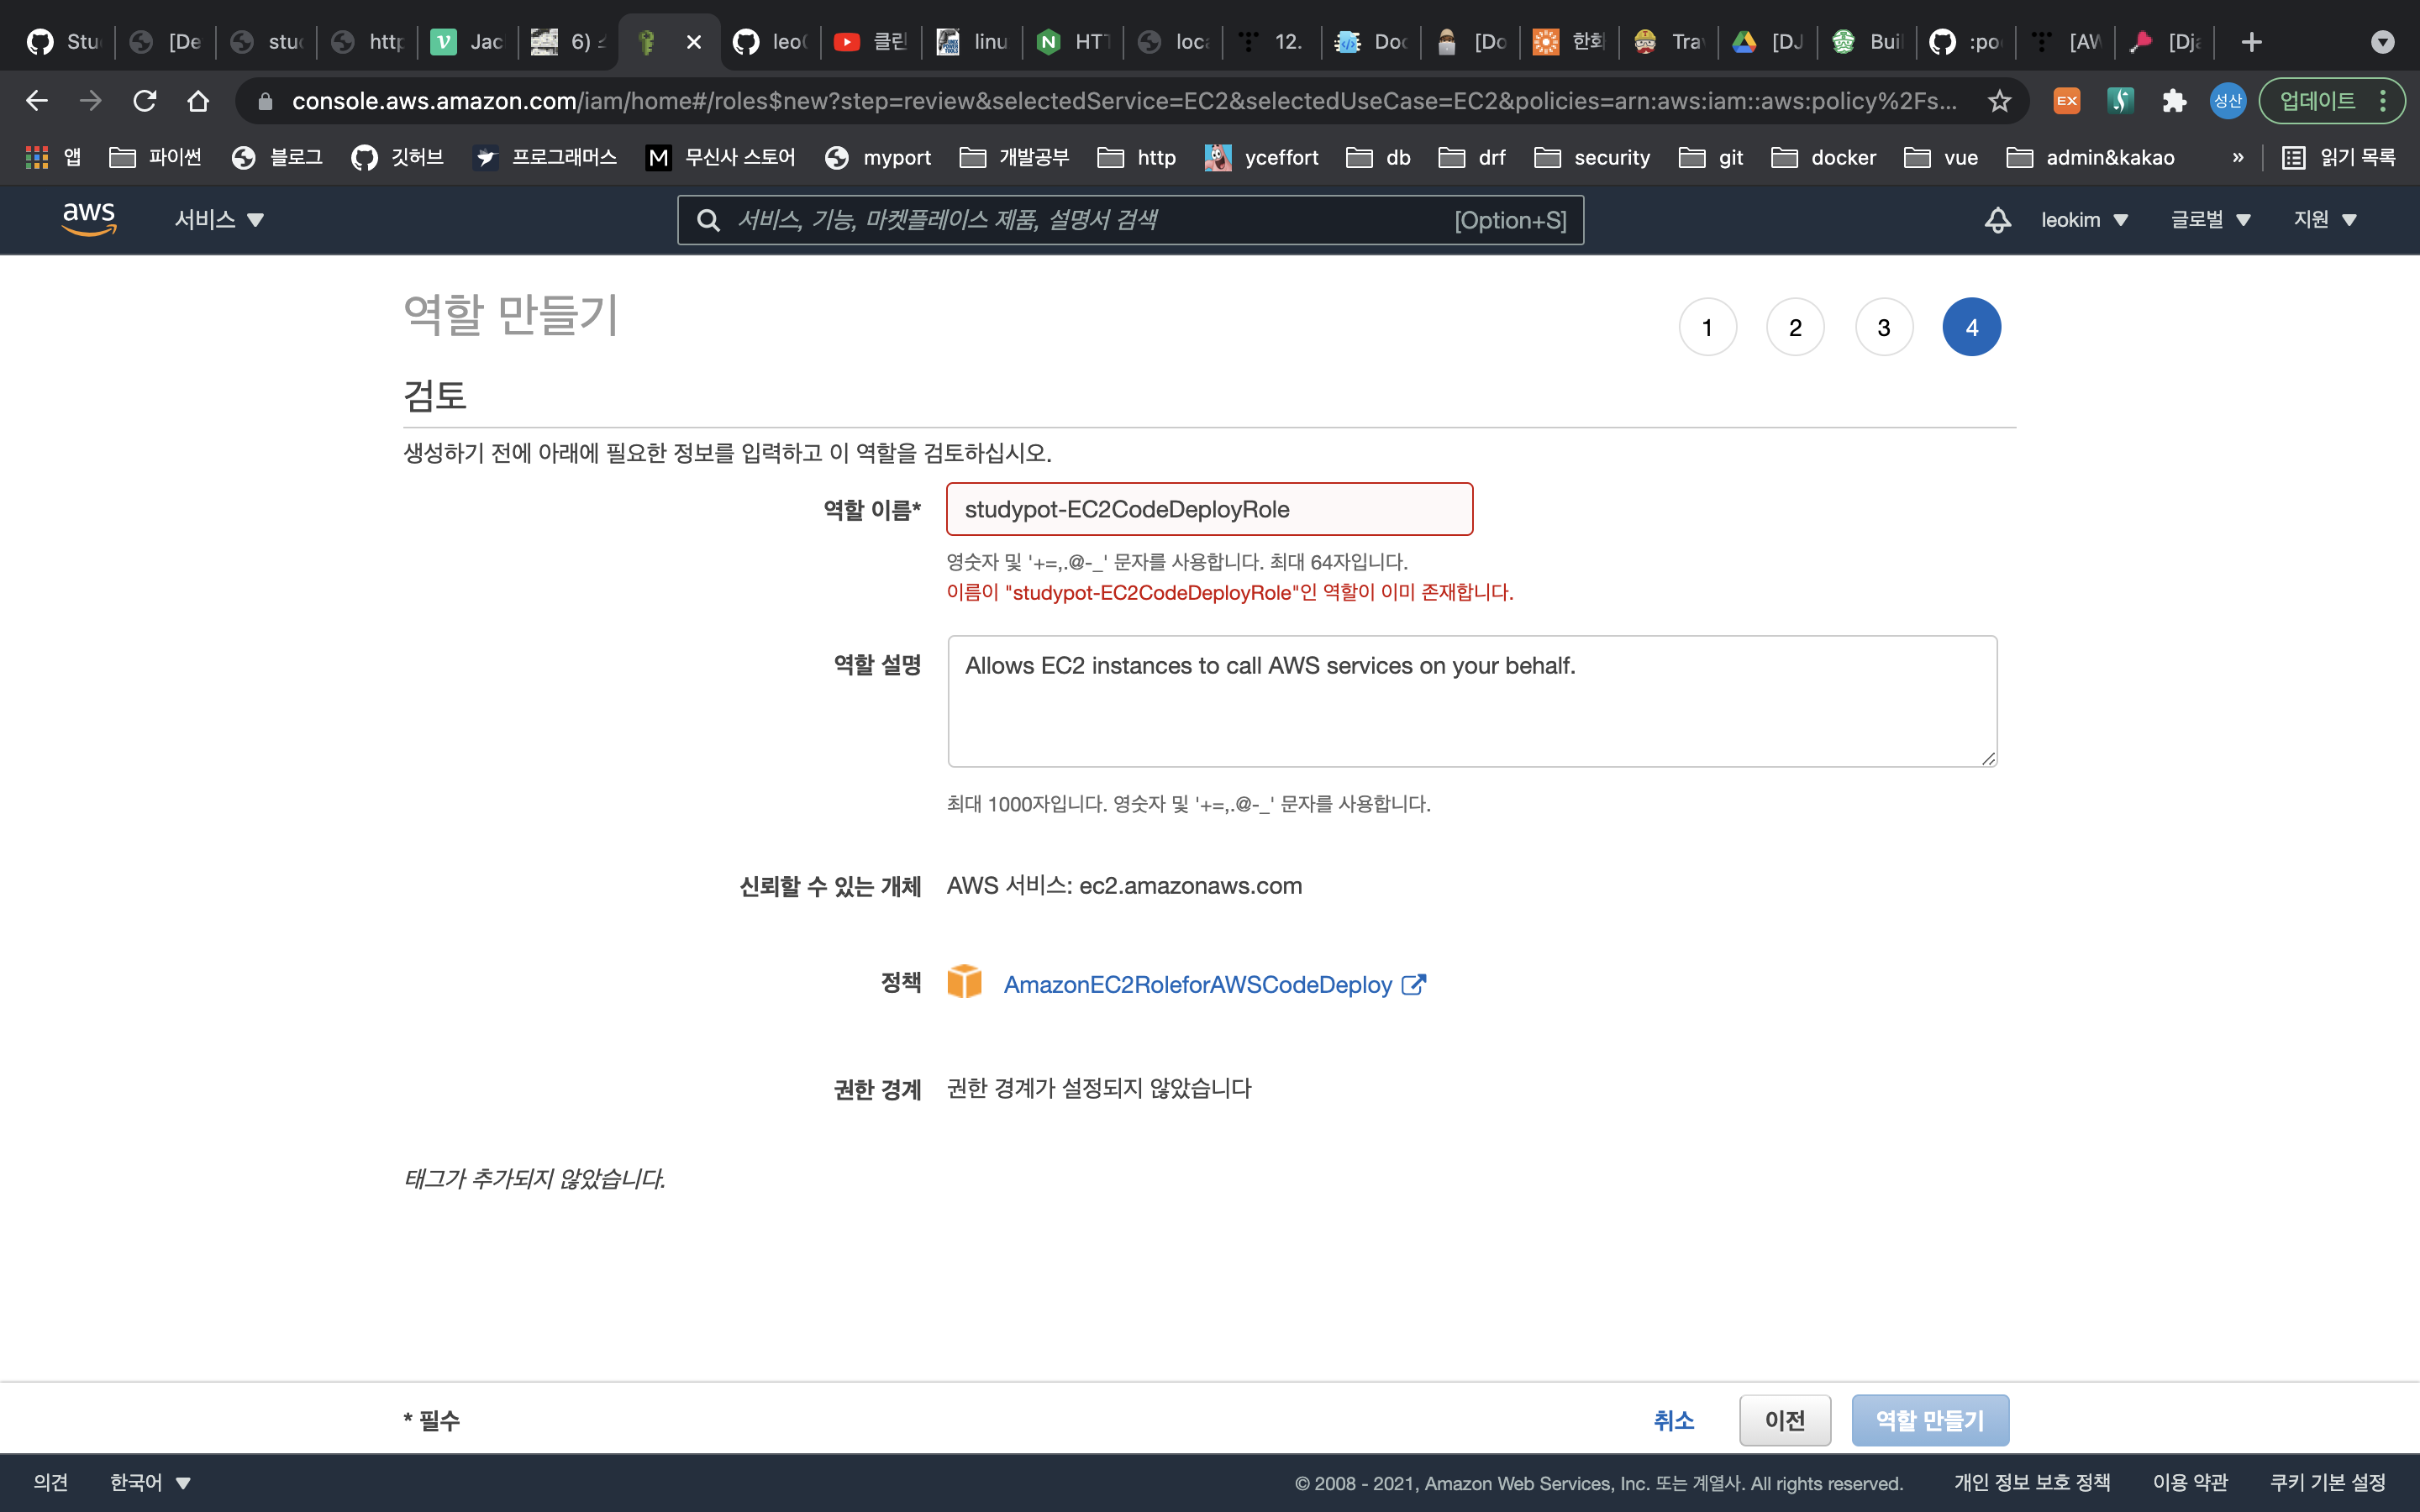 Stu
[De
stu
http
Jac
6)
leo
클린
linu
HTT
loca
12.
Doc
[Do
한화
Tra
[DJ
Buil
:po
[AW
[Dja
console.aws.amazon.com/iam/home#/roles$new?step=review&selectedService=EC2&selectedUseCase=EC2&policies=arn:aws:iam::aws:policy%2Fs...
EX
성산
업데이트
앱
파이썬
블로그
깃허브
프로그래머스
M 무신사 스토어
myport
개발공부
http
yceffort
db
drf
security
git
docker
vue
admin&kakao
»
읽기 목록
aws
서비스
서비스, 기능, 마켓플레이스 제품, 설명서 검색
[Option+S]
leokim
글로벌
지원
역할 만들기
1 2 3 4
검토
생성하기 전에 아래에 필요한 정보를 입력하고 이 역할을 검토하십시오.
역할 이름* studypot-EC2CodeDeployRole
영숫자 및 '+=,.@-_' 문자를 사용합니다. 최대 64자입니다.
이름이 "studypot-EC2CodeDeployRole"인 역할이 이미 존재합니다.
역할 설명 Allows EC2 instances to call AWS services on your behalf.
최대 1000자입니다. 영숫자 및 '+=,.@-_' 문자를 사용합니다.
신뢰할 수 있는 개체 AWS 서비스: ec2.amazonaws.com
정책 AmazonEC2RoleforAWSCodeDeploy
권한 경계 권한 경계가 설정되지 않았습니다
태그가 추가되지 않았습니다.
* 필수
취소
이전
역할 만들기
의견
한국어
© 2008 - 2021, Amazon Web Services, Inc. 또는 계열사. All rights reserved.
개인 정보 보호 정책
이용 약관
쿠키 기본 설정